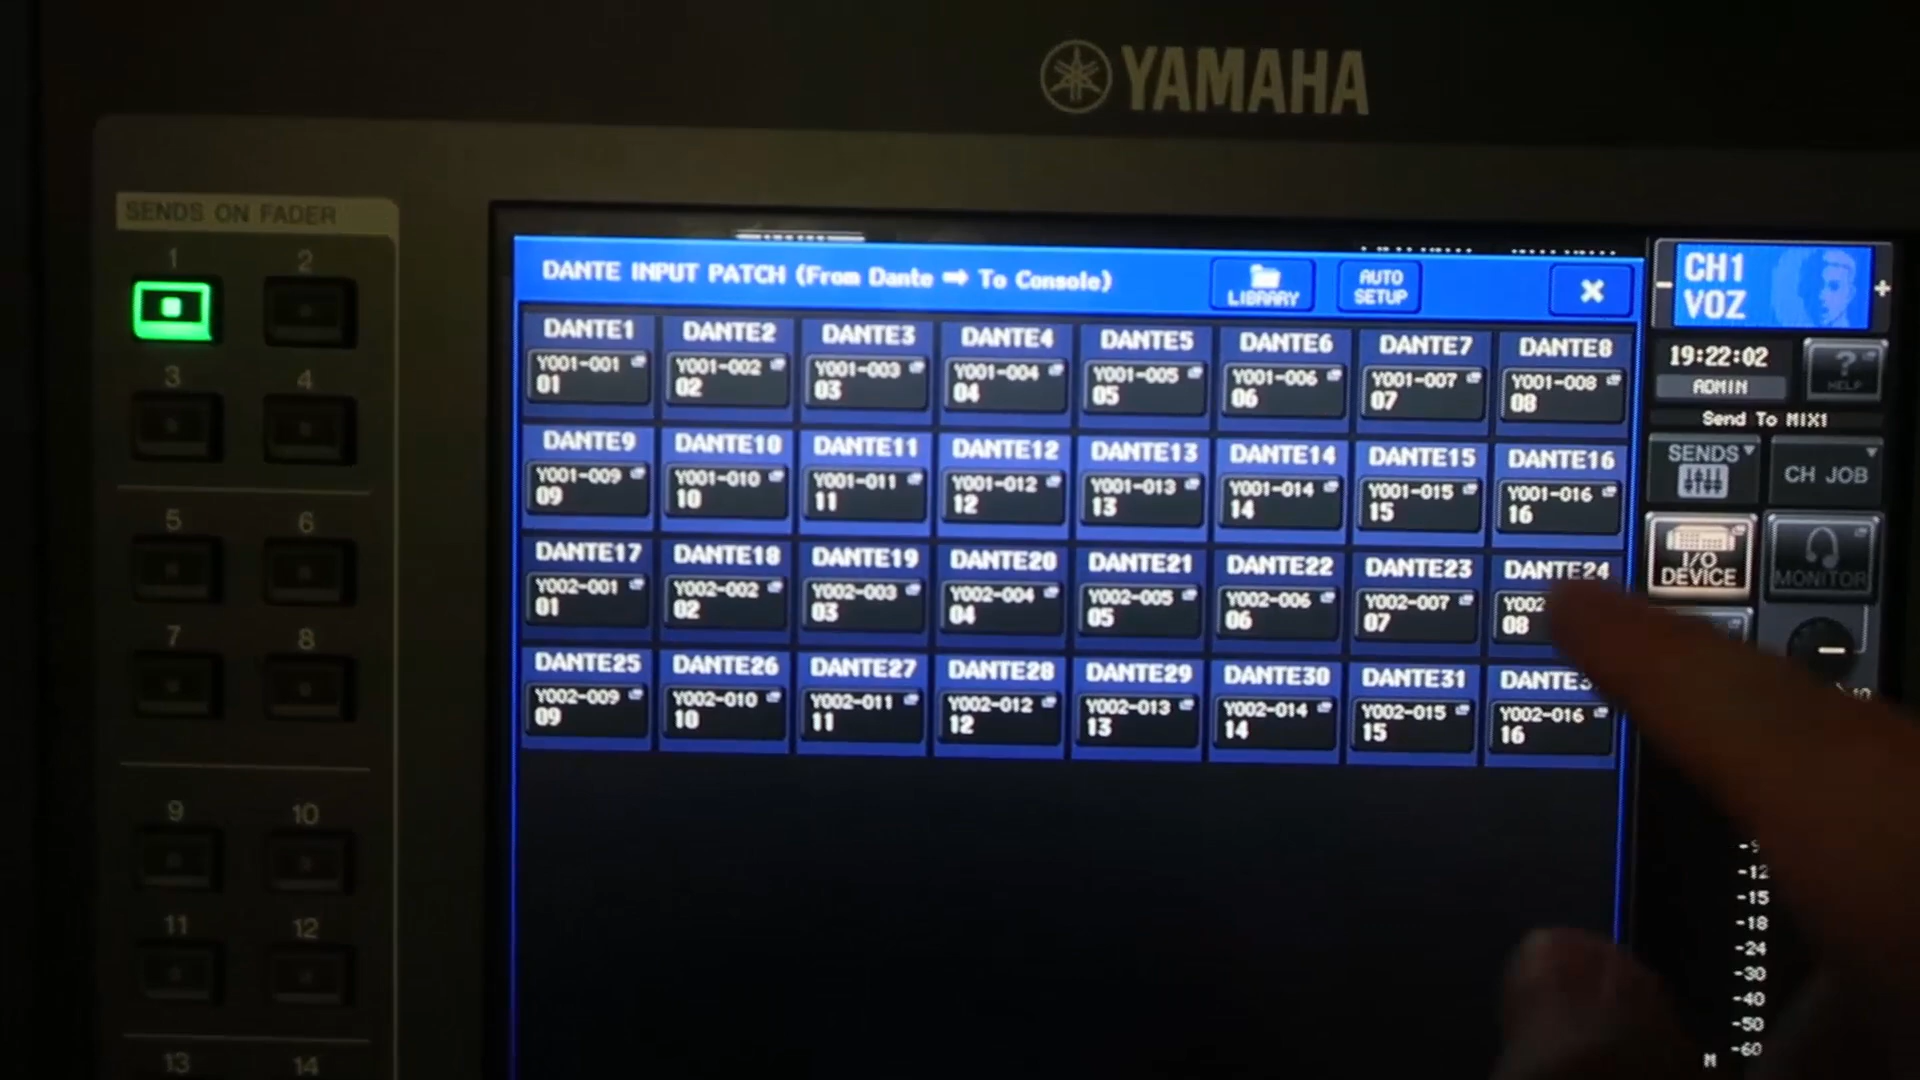 YAMAHA
SENDS ON FADER
1 2
3 4
5 6
7 8
9 10
11 12
13 14
DANTE INPUT PATCH (From Dante ➡ To Console)
LIBRARY
AUTO
SETUP
DANTE1 DANTE2 DANTE3 DANTE4 DANTE5 DANTE6 DANTE7 DANTE8
Y001-001 Y001-002 Y001-003 Y001-004 Y001-005 Y001-006 Y001-007 Y001-008
01 02 03 04 05 06 07 08
DANTE9 DANTE10 DANTE11 DANTE12 DANTE13 DANTE14 DANTE15 DANTE16
Y001-009 Y001-010 Y001-011 Y001-012 Y001-013 Y001-014 Y001-015 Y001-016
09 10 11 12 13 14 15 16
DANTE17 DANTE18 DANTE19 DANTE20 DANTE21 DANTE22 DANTE23 DANTE24
Y002-001 Y002-002 Y002-003 Y002-004 Y002-005 Y002-006 Y002-007 Y002
01 02 03 04 05 06 07 08
DANTE25 DANTE26 DANTE27 DANTE28 DANTE29 DANTE30 DANTE31 DANTE3
Y002-009 Y002-010 Y002-011 Y002-012 Y002-013 Y002-014 Y002-015 Y002-016
09 10 11 12 13 14 15 16
CH1
VOZ
19:22:02
ADMIN
?
HELP
Send To MIX1
SENDS
CH JOB
I/O
DEVICE
MONITOR
-12
-15
-18
-24
-30
-40
-50
-60
M